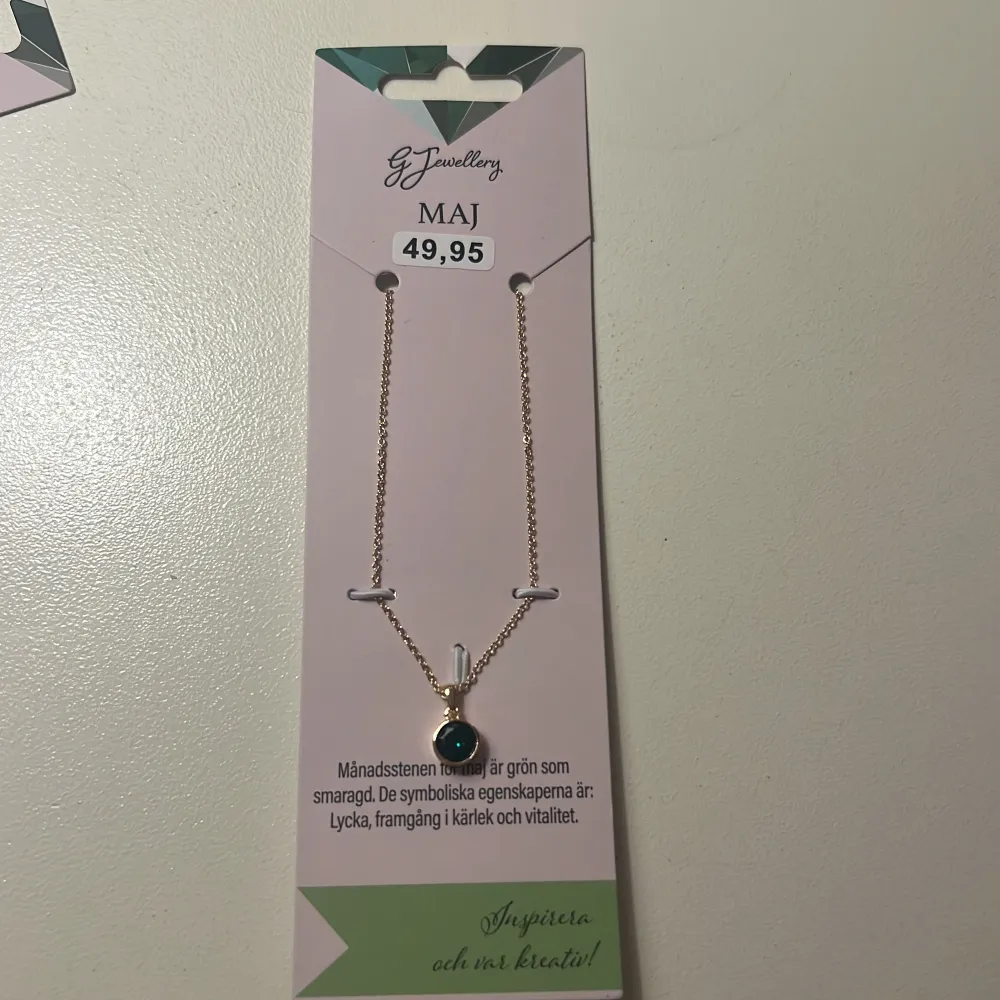 G Jewellery
MAJ
49,95
Månadsstenen för maj är grön som
smaragd. De symboliska egenskaperna är:
Lycka, framgång i kärlek och vitalitet.
Inspirera
och var kreativ!